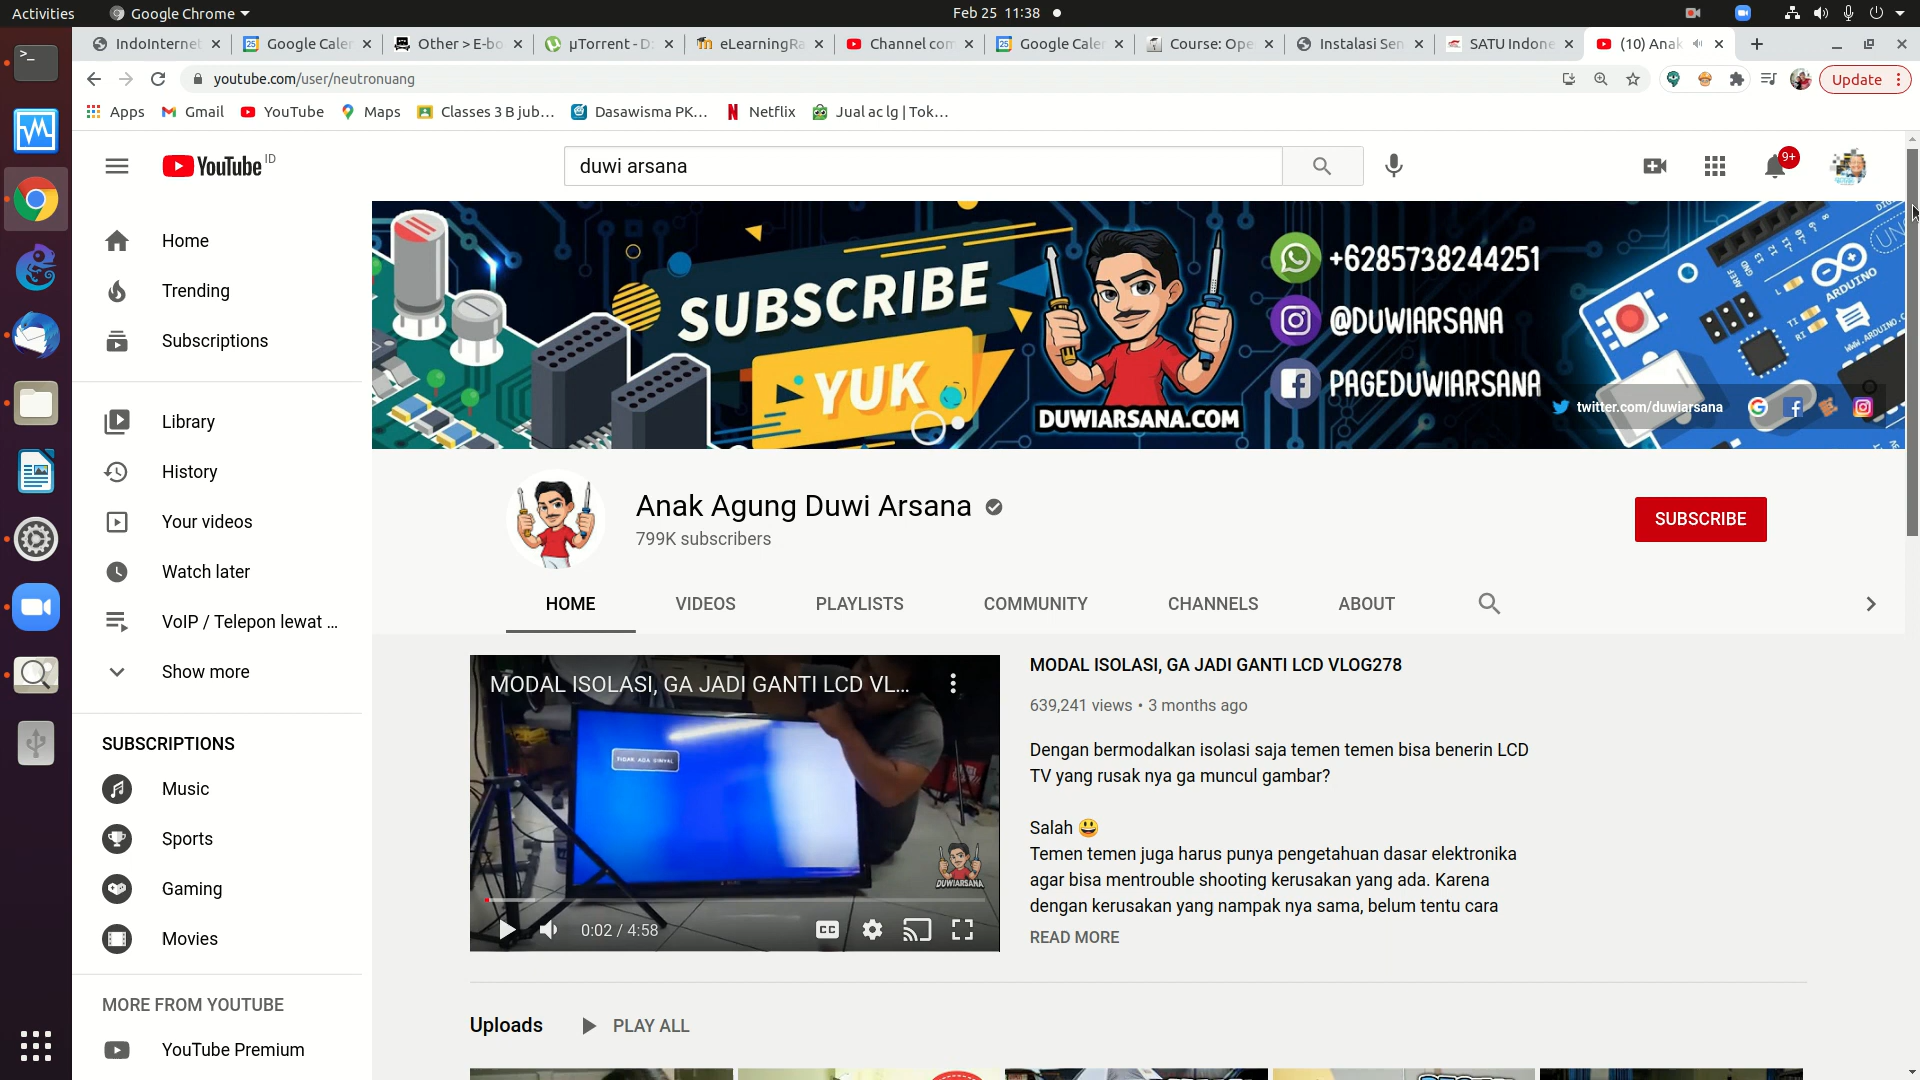 Activities
Google Chrome
Feb 25 11:38
IndoInternet
Google Caler
Other > E-bo
µTorrent - D
eLearningRa
Channel com
Google Caler
Course: Ope
Instalasi Sen
SATU Indone
(10) Anak
youtube.com/user/neutronuang
Update
Apps
Gmail
YouTube
Maps
Classes 3 B jub...
Dasawisma PK...
Netflix
Jual ac lg | Tok...
YouTube ID
duwi arsana
9+
Home
Trending
Subscriptions
Library
History
Your videos
Watch later
VoIP / Telepon lewat ...
Show more
SUBSCRIPTIONS
Music
Sports
Gaming
Movies
MORE FROM YOUTUBE
YouTube Premium
SUBSCRIBE
YUK
DUWIARSANA.COM
+6285738244251
@DUWIARSANA
PAGEDUWIARSANA
ARDUINO
twitter.com/duwiarsana
Anak Agung Duwi Arsana
799K subscribers
SUBSCRIBE
HOME
VIDEOS
PLAYLISTS
COMMUNITY
CHANNELS
ABOUT
MODAL ISOLASI, GA JADI GANTI LCD VL...
TIDAK ADA SINYAL
DUWIARSANA
0:02 / 4:58
CC
MODAL ISOLASI, GA JADI GANTI LCD VLOG278
639,241 views • 3 months ago
Dengan bermodalkan isolasi saja temen temen bisa benerin LCD
TV yang rusak nya ga muncul gambar?
Salah 😃
Temen temen juga harus punya pengetahuan dasar elektronika
agar bisa mentrouble shooting kerusakan yang ada. Karena
dengan kerusakan yang nampak nya sama, belum tentu cara
READ MORE
Uploads
PLAY ALL